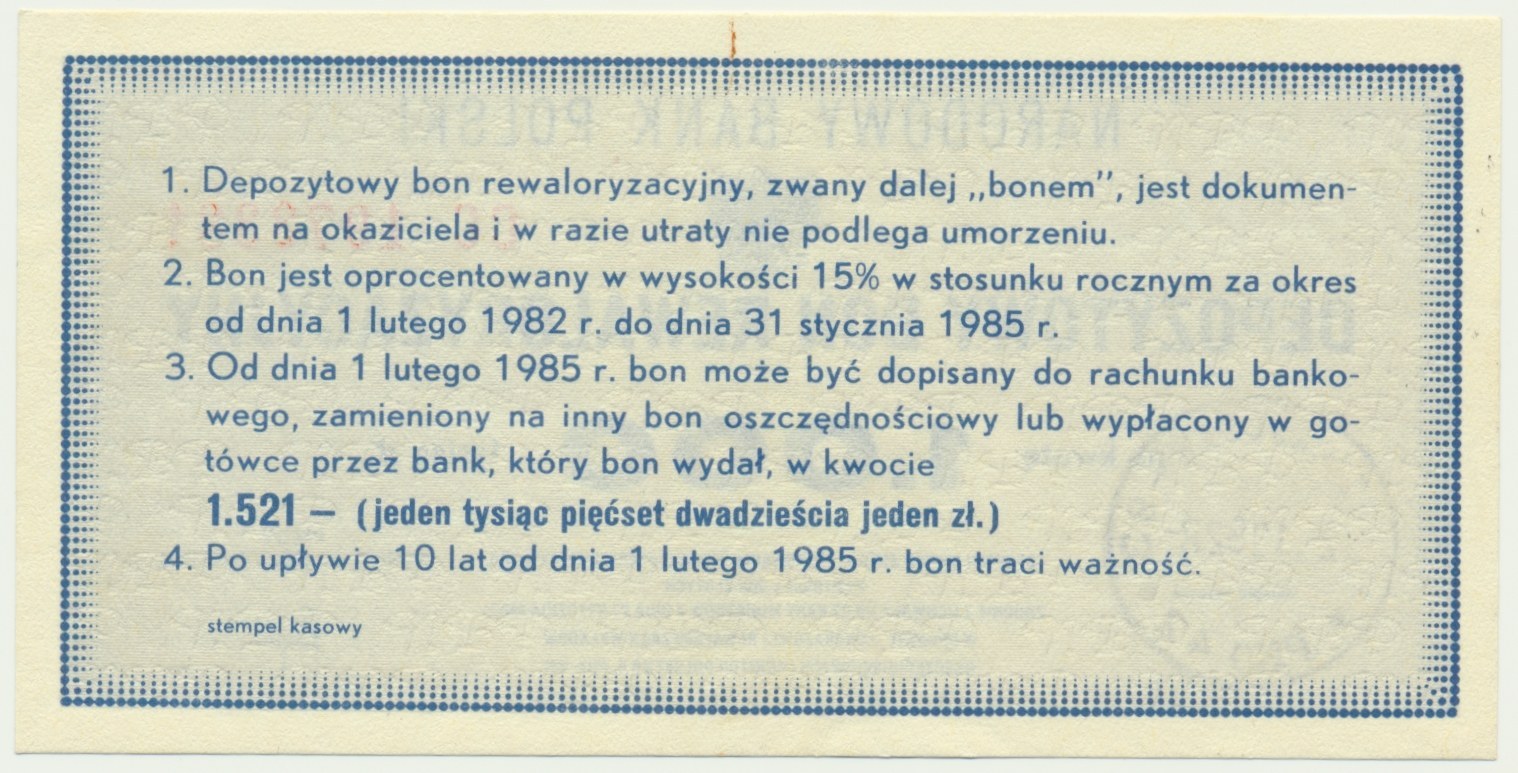 1. Depozytowy bon rewaloryzacyjny, zwany dalej „bonem”, jest dokumen-
tem na okaziciela i w razie utraty nie podlega umorzeniu.
2. Bon jest oprocentowany w wysokości 15% w stosunku rocznym za okres
od dnia 1 lutego 1982 r. do dnia 31 stycznia 1985 r.
3. Od dnia 1 lutego 1985 r. bon może być dopisany do rachunku banko-
wego, zamieniony na inny bon oszczędnościowy lub wypłacony w go-
tówce przez bank, który bon wydał, w kwocie
1.521 — (jeden tysiąc pięćset dwadzieścia jeden zł.)
4. Po upływie 10 lat od dnia 1 lutego 1985 r. bon traci ważność.
stempel kasowy